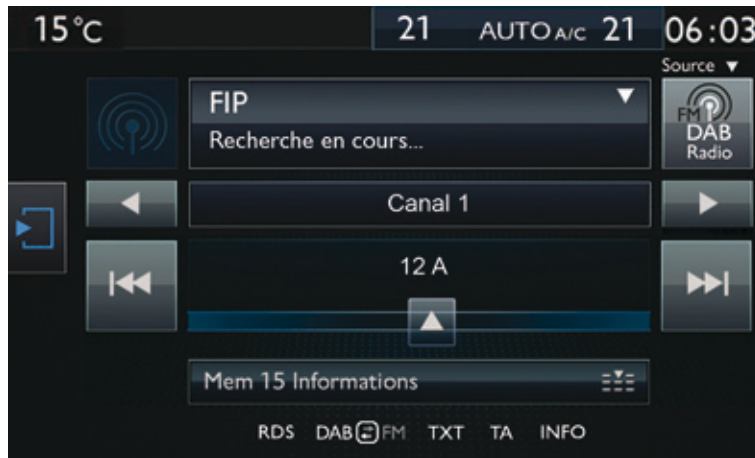 15°C
21 AUTO A/C 21
06:03
Source
FIP
Recherche en cours...
FM
DAB
Radio
Canal 1
12 A
Mem 15 Informations
RDS DAB FM TXT TA INFO